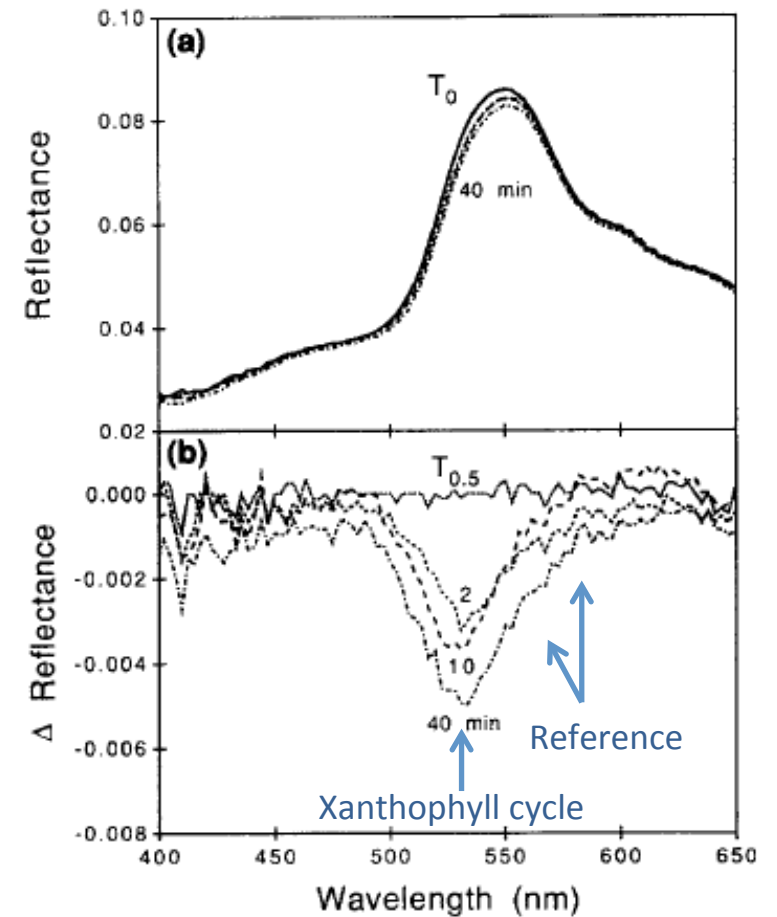 0.10
(a)
T0
0.08
40 min
0.06
0.04
0.02
Reflectance
(b)
T0.5
0.000
-0.002
2
-0.004
10
40 min
-0.006
Reference
Xanthophyll cycle
-0.008
Δ Reflectance
400 450 500 550 600 650
Wavelength (nm)